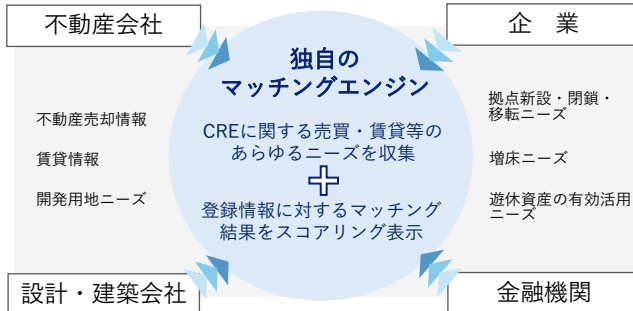 不動産会社
企　業
独自の
マッチングエンジン
CREに関する売買・賃貸等の
あらゆるニーズを収集
登録情報に対するマッチング
結果をスコアリング表示
不動産売却情報
賃貸情報
開発用地ニーズ
拠点新設・閉鎖・
移転ニーズ
増床ニーズ
遊休資産の有効活用
ニーズ
設計・建築会社
金融機関